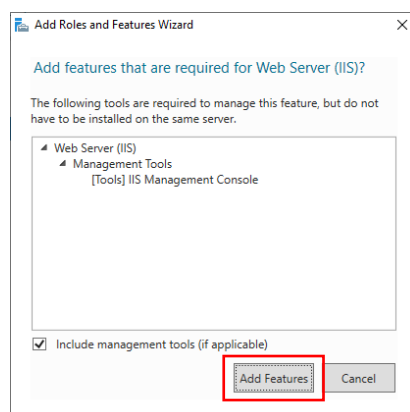 Add Roles and Features Wizard
Add features that are required for Web Server (IIS)?
The following tools are required to manage this feature, but do not
have to be installed on the same server.
Web Server (IIS)
Management Tools
[Tools] IIS Management Console
Include management tools (if applicable)
Add Features
Cancel